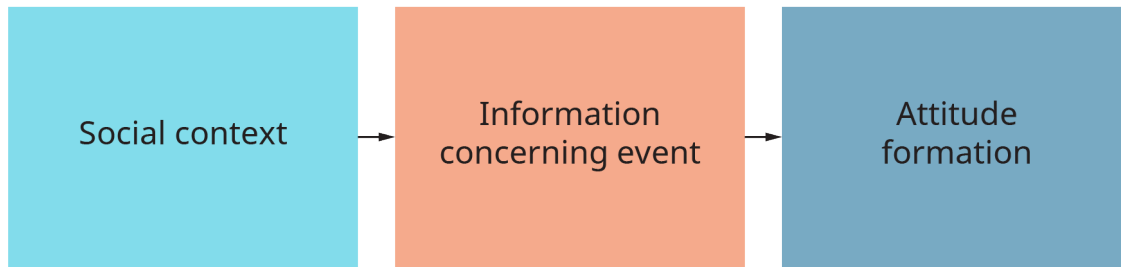 Social context
Information
concerning event
Attitude
formation